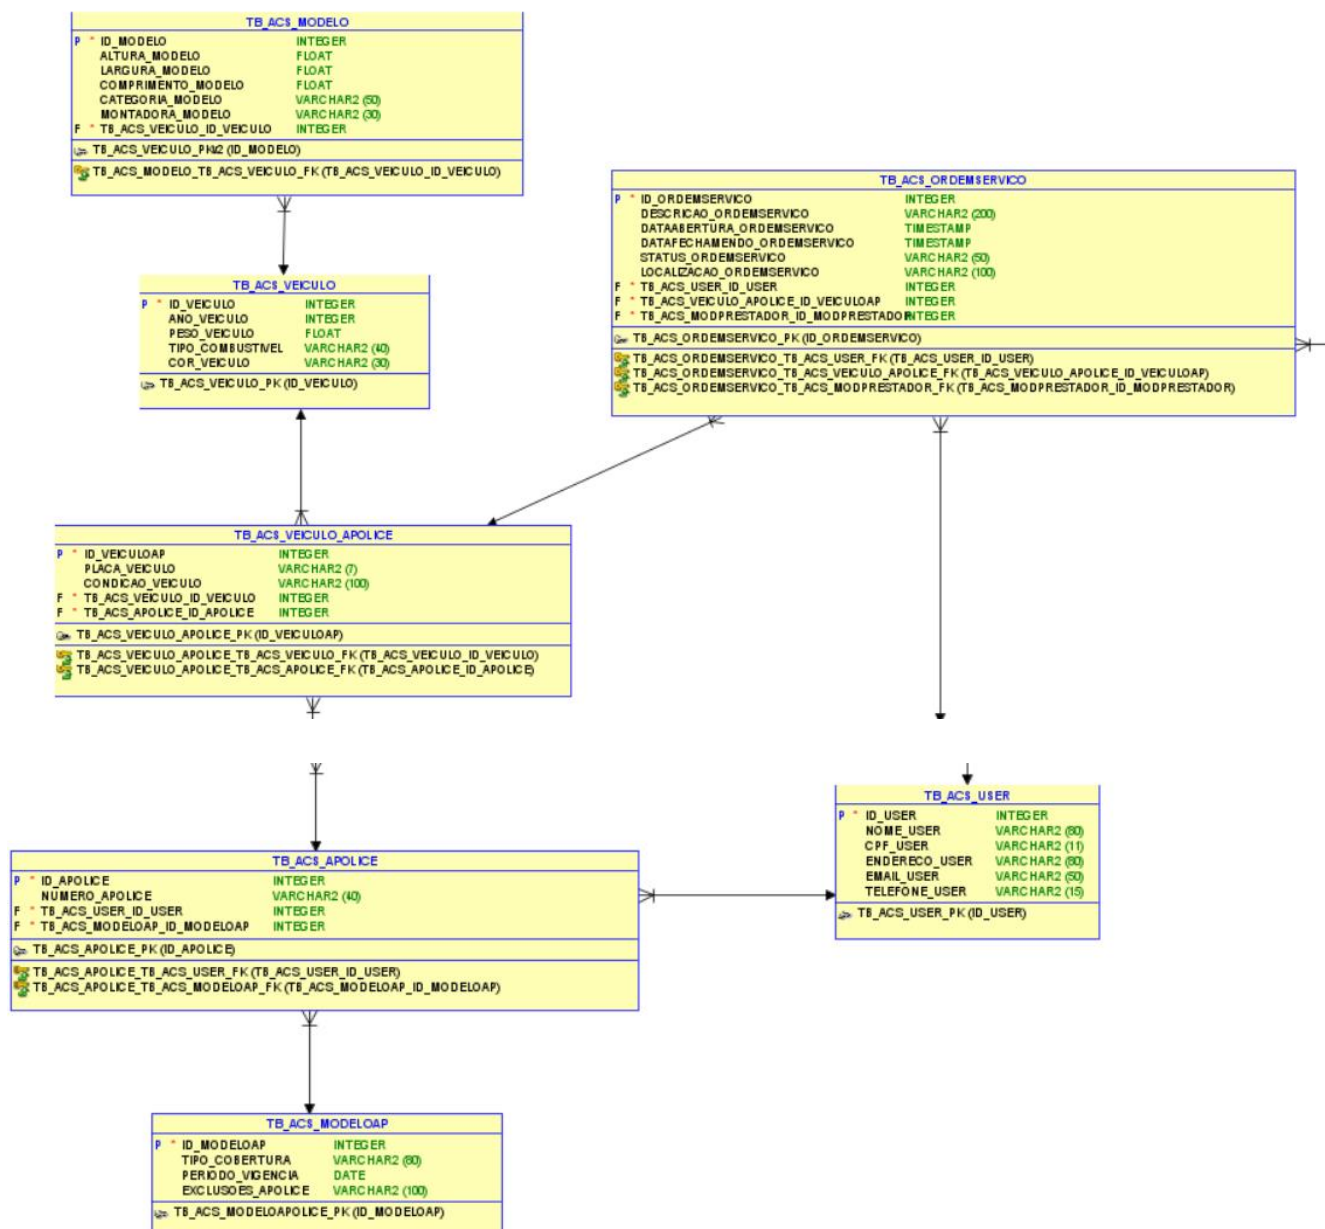 TB_ACS_MODELO
P * ID_MODELO INTEGER
ALTURA_MODELO FLOAT
LARGURA_MODELO FLOAT
COMPRIMENTO_MODELO FLOAT
CATEGORIA_MODELO VARCHAR2 (50)
MONTADORA_MODELO VARCHAR2 (30)
F * TB_ACS_VEICULO_ID_VEICULO INTEGER
TB_ACS_VEICULO_PKv2 (ID_MODELO)
TB_ACS_MODELO_TB_ACS_VEICULO_FK (TB_ACS_VEICULO_ID_VEICULO)
TB_ACS_ORDEMSERVICO
P * ID_ORDEMSERVICO INTEGER
DESCRICAO_ORDEMSERVICO VARCHAR2 (200)
DATAABERTURA_ORDEMSERVICO TIMESTAMP
DATAFECHAMENDO_ORDEMSERVICO TIMESTAMP
STATUS_ORDEMSERVICO VARCHAR2 (50)
LOCALIZACAO_ORDEMSERVICO VARCHAR2 (100)
F * TB_ACS_USER_ID_USER INTEGER
F * TB_ACS_VEICULO_APOLICE_ID_VEICULOAP INTEGER
F * TB_ACS_MODPRESTADOR_ID_MODPRESTADOR INTEGER
TB_ACS_ORDEMSERVICO_PK (ID_ORDEMSERVICO)
TB_ACS_ORDEMSERVICO_TB_ACS_USER_FK (TB_ACS_USER_ID_USER)
TB_ACS_ORDEMSERVICO_TB_ACS_VEICULO_APOLICE_FK (TB_ACS_VEICULO_APOLICE_ID_VEICULOAP)
TB_ACS_ORDEMSERVICO_TB_ACS_MODPRESTADOR_FK (TB_ACS_MODPRESTADOR_ID_MODPRESTADOR)
TB_ACS_VEICULO
P * ID_VEICULO INTEGER
ANO_VEICULO INTEGER
PESO_VEICULO FLOAT
TIPO_COMBUSTIVEL VARCHAR2 (40)
COR_VEICULO VARCHAR2 (30)
TB_ACS_VEICULO_PK (ID_VEICULO)
TB_ACS_VEICULO_APOLICE
P * ID_VEICULOAP INTEGER
PLACA_VEICULO VARCHAR2 (7)
CONDICAO_VEICULO VARCHAR2 (100)
F * TB_ACS_VEICULO_ID_VEICULO INTEGER
F * TB_ACS_APOLICE_ID_APOLICE INTEGER
TB_ACS_VEICULO_APOLICE_PK (ID_VEICULOAP)
TB_ACS_VEICULO_APOLICE_TB_ACS_VEICULO_FK (TB_ACS_VEICULO_ID_VEICULO)
TB_ACS_VEICULO_APOLICE_TB_ACS_APOLICE_FK (TB_ACS_APOLICE_ID_APOLICE)
TB_ACS_USER
P * ID_USER INTEGER
NOME_USER VARCHAR2 (80)
CPF_USER VARCHAR2 (11)
ENDERECO_USER VARCHAR2 (80)
EMAIL_USER VARCHAR2 (50)
TELEFONE_USER VARCHAR2 (15)
TB_ACS_USER_PK (ID_USER)
TB_ACS_APOLICE
P * ID_APOLICE INTEGER
NUMERO_APOLICE VARCHAR2 (40)
F * TB_ACS_USER_ID_USER INTEGER
F * TB_ACS_MODELOAP_ID_MODELOAP INTEGER
TB_ACS_APOLICE_PK (ID_APOLICE)
TB_ACS_APOLICE_TB_ACS_USER_FK (TB_ACS_USER_ID_USER)
TB_ACS_APOLICE_TB_ACS_MODELOAP_FK (TB_ACS_MODELOAP_ID_MODELOAP)
TB_ACS_MODELOAP
P * ID_MODELOAP INTEGER
TIPO_COBERTURA VARCHAR2 (80)
PERIODO_VIGENCIA DATE
EXCLUSOES_APOLICE VARCHAR2 (100)
TB_ACS_MODELOAPOLICE_PK (ID_MODELOAP)